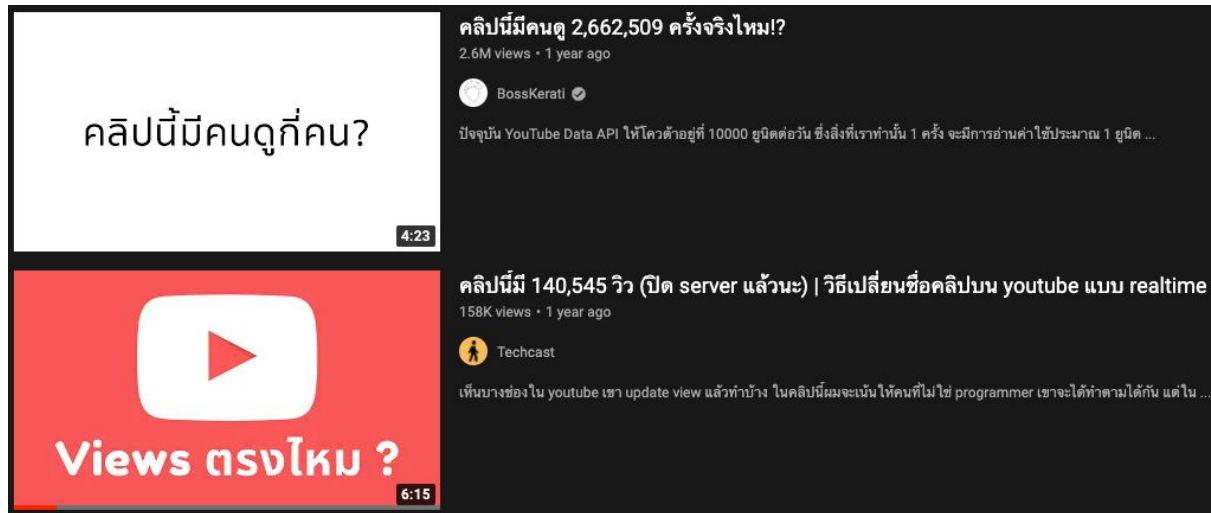 คลิปนี้มีคนดูกี่คน?
4:23
คลิปนี้มีคนดู 2,662,509 ครั้งจริงไหม!?
2.6M views • 1 year ago
BossKerati
ปัจจุบัน YouTube Data API ให้โควต้าอยู่ที่ 10000 ยูนิตต่อวัน ซึ่งสิ่งที่เราทำนั้น 1 ครั้ง จะมีการอ่านค่าใช้ประมาณ 1 ยูนิต ...
Views ตรงไหม ?
6:15
คลิปนี้มี 140,545 วิว (ปิด server แล้วนะ) | วิธีเปลี่ยนชื่อคลิปบน youtube แบบ realtime
158K views • 1 year ago
Techcast
เห็นบางช่องใน youtube เขา update view แล้วทำบ้าง ในคลิปนี้ผมจะเน้นให้คนที่ไม่ใช่ programmer เขาจะได้ทำตามได้กัน แต่ใน ...